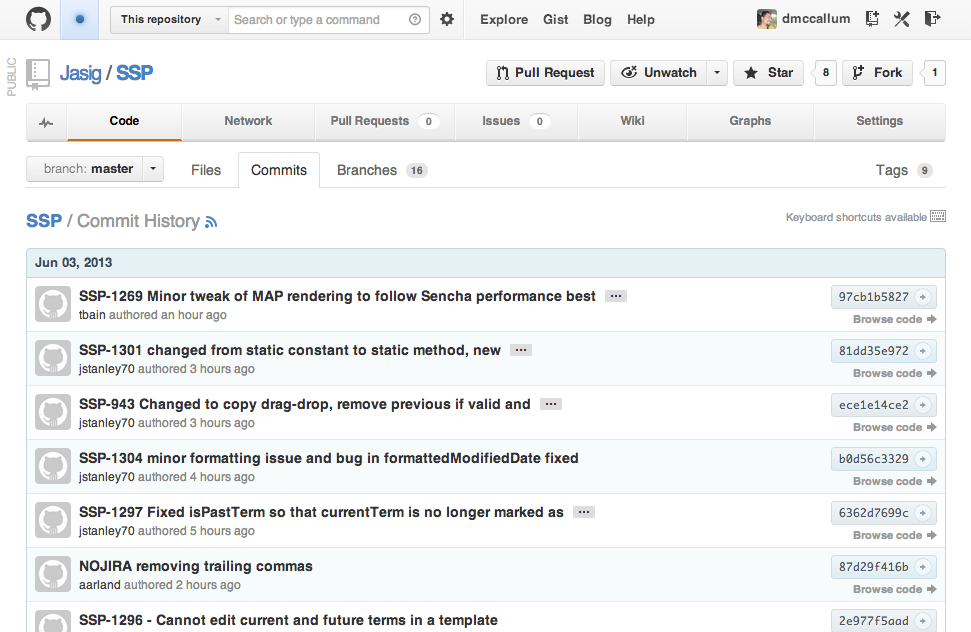 This repository Search or type a command Explore Gist Blog Help dmccallum
PUBLIC
Jasig / SSP Pull Request Unwatch Star 8 Fork 1
Code Network Pull Requests 0 Issues 0 Wiki Graphs Settings
branch: master Files Commits Branches 16 Tags 9
SSP / Commit History Keyboard shortcuts available
Jun 03, 2013
SSP-1269 Minor tweak of MAP rendering to follow Sencha performance best ... 97cb1b5827
tbain authored an hour ago Browse code
SSP-1301 changed from static constant to static method, new ... 81dd35e972
jstanley70 authored 3 hours ago Browse code
SSP-943 Changed to copy drag-drop, remove previous if valid and ... ece1e14ce2
jstanley70 authored 3 hours ago Browse code
SSP-1304 minor formatting issue and bug in formattedModifiedDate fixed b0d56c3329
jstanley70 authored 4 hours ago Browse code
SSP-1297 Fixed isPastTerm so that currentTerm is no longer marked as ... 6362d7699c
jstanley70 authored 5 hours ago Browse code
NOJIRA removing trailing commas 87d29f416b
aarland authored 2 hours ago Browse code
SSP-1296 - Cannot edit current and future terms in a template 2e977f5aad